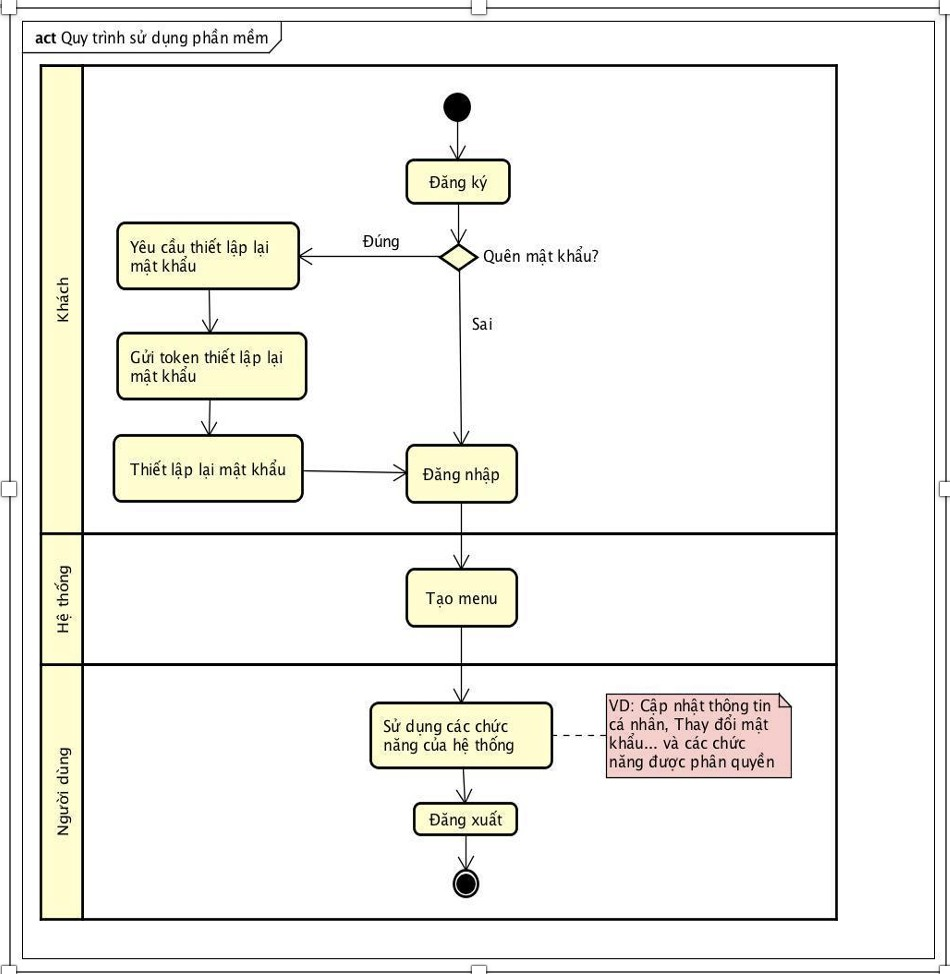 act Quy trình sử dụng phần mềm
Khách
Đăng ký
Quên mật khẩu?
Đúng
Sai
Yêu cầu thiết lập lại
mật khẩu
Gửi token thiết lập lại
mật khẩu
Thiết lập lại mật khẩu
Đăng nhập
Hệ thống
Tạo menu
Người dùng
Sử dụng các chức
năng của hệ thống
VD: Cập nhật thông tin
cá nhân, Thay đổi mật
khẩu... và các chức
năng được phân quyền
Đăng xuất